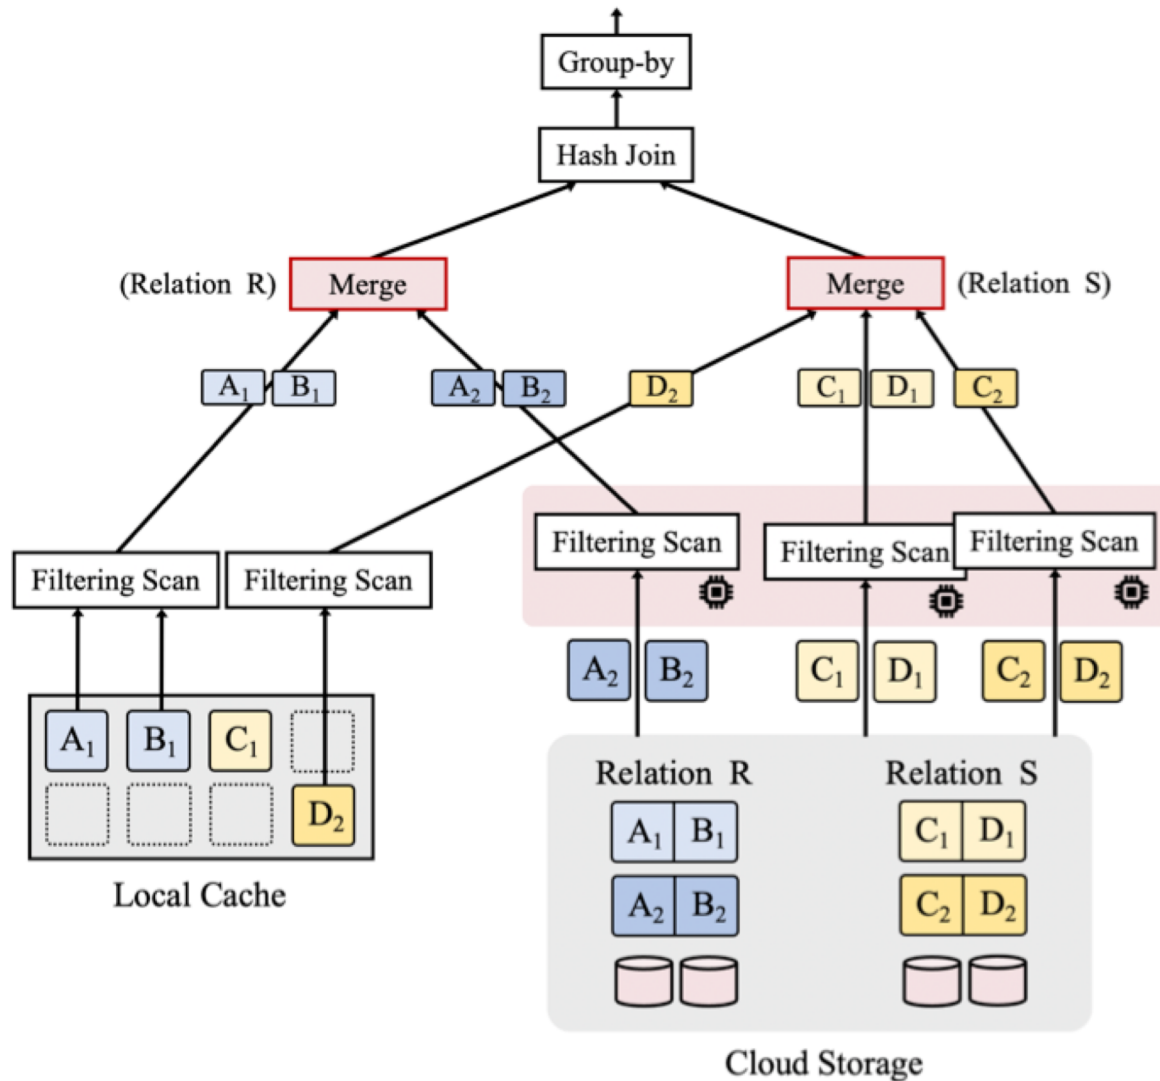 Group-by
Hash Join
(Relation R) Merge Merge (Relation S)
A₁ B₁ A₂ B₂ D₂ C₁ D₁ C₂
Filtering Scan Filtering Scan Filtering Scan
Filtering Scan Filtering Scan
A₂ B₂ C₁ D₁ C₂ D₂
A₁ B₁ C₁
D₂
Local Cache
Relation R Relation S
A₁ B₁ C₁ D₁
A₂ B₂ C₂ D₂
Cloud Storage